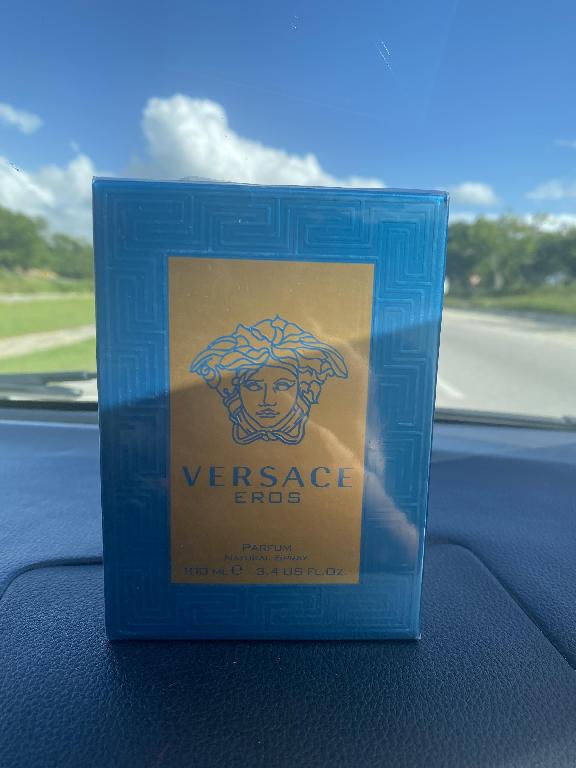 VERSACE
EROS
PARFUM
NATURAL SPRAY
100 ML e 3.4 US FL.OZ.